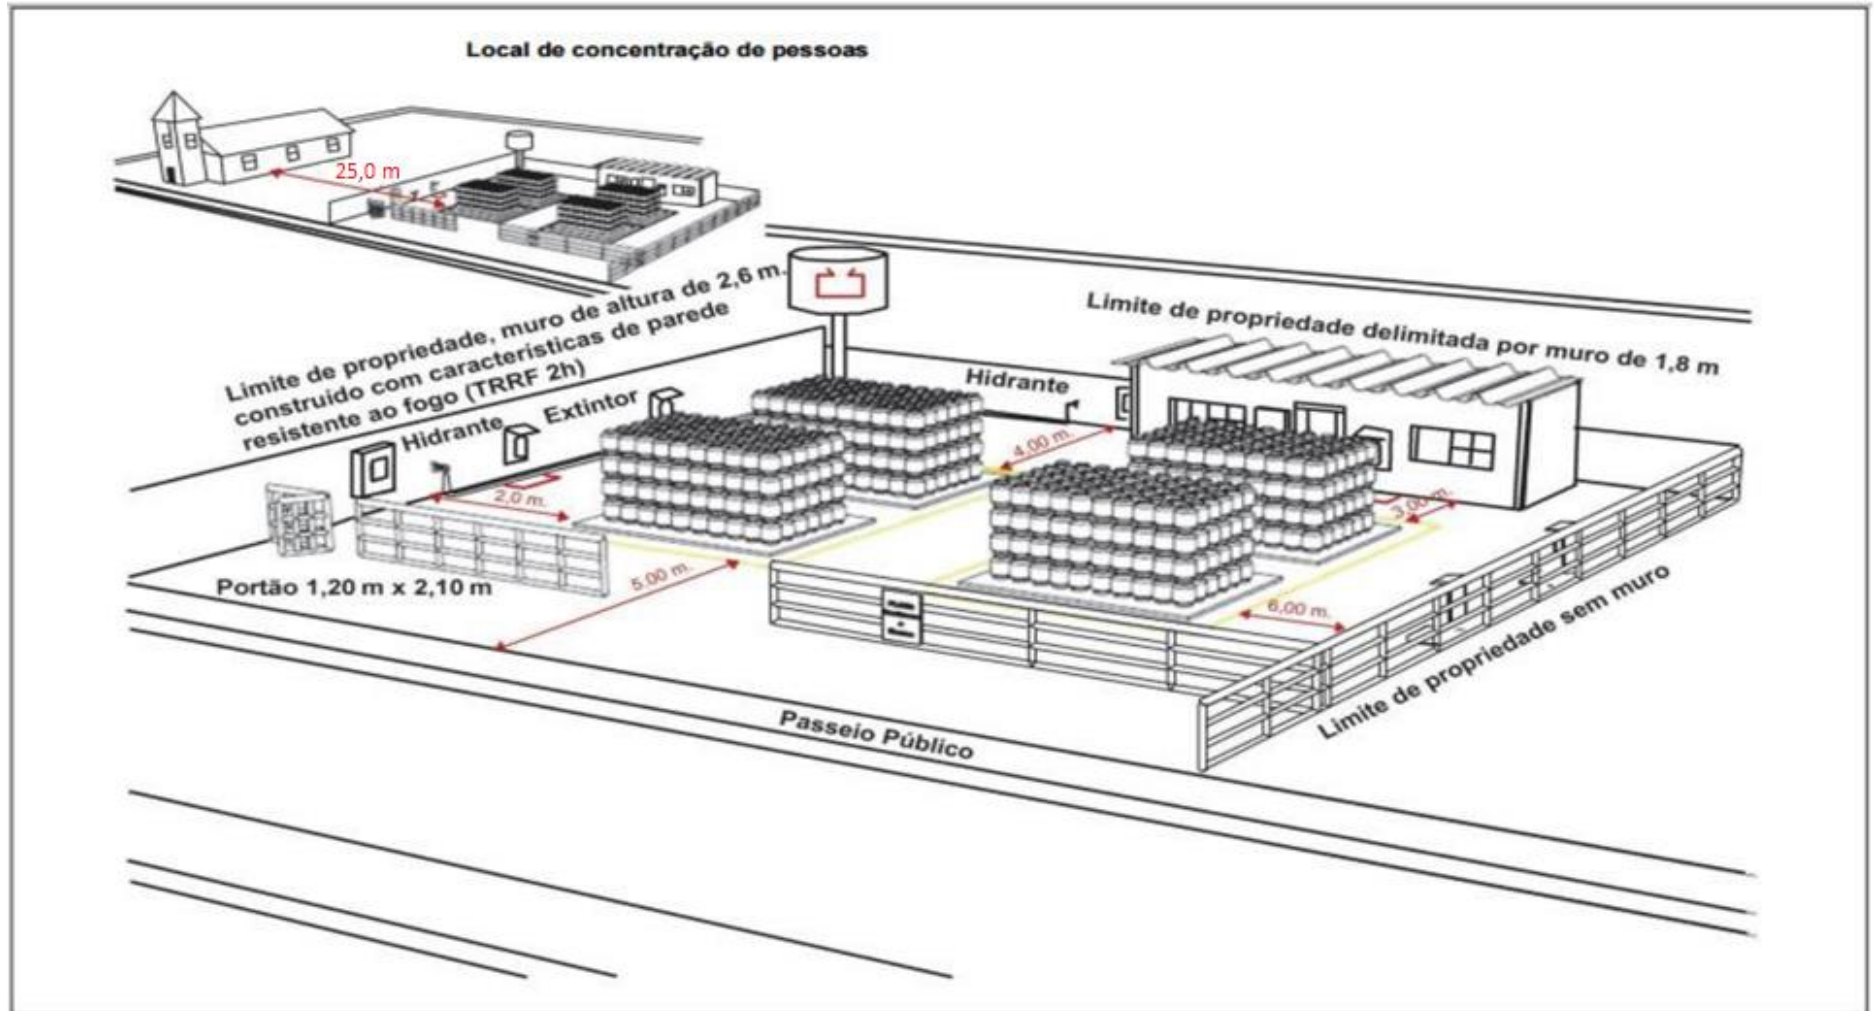 Local de concentração de pessoas
25,0 m
Limite de propriedade, muro de altura de 2,6 m.
construído com características de parede
resistente ao fogo (TRRF 2h)
Limite de propriedade delimitada por muro de 1,8 m
Hidrante
Extintor
Hidrante
4,00 m.
2,0 m.
3,00 m.
Portão 1,20 m x 2,10 m
5,00 m.
6,00 m.
Limite de propriedade sem muro
Passeio Público